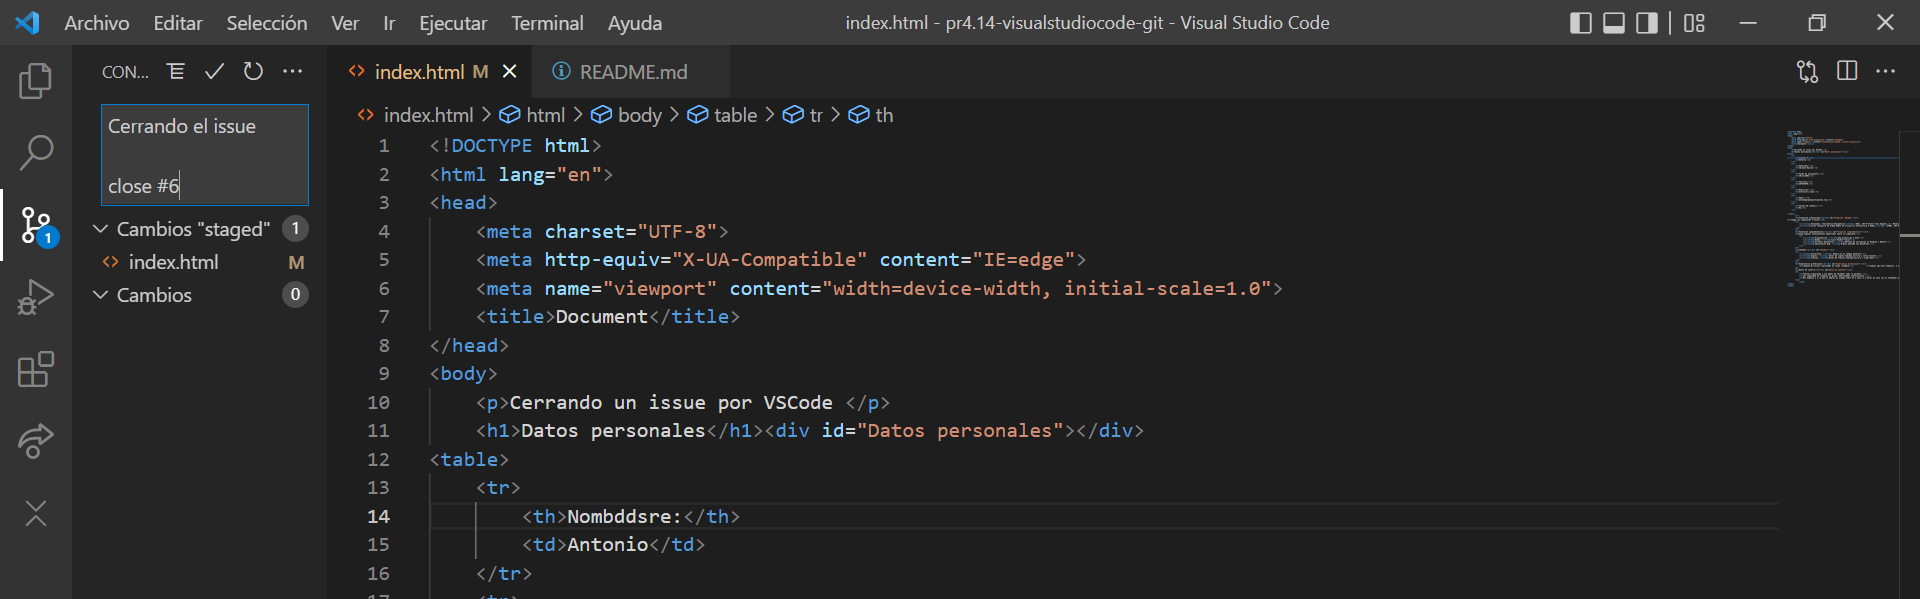 Archivo Editar Selección Ver Ir Ejecutar Terminal Ayuda index.html - pr4.14-visualstudiocode-git - Visual Studio Code
CON...
index.html M README.md
index.html > html > body > table > tr > th
Cerrando el issue
close #6
Cambios "staged" 1
index.html M
Cambios 0
1
1 <!DOCTYPE html>
2 <html lang="en">
3 <head>
4 <meta charset="UTF-8">
5 <meta http-equiv="X-UA-Compatible" content="IE=edge">
6 <meta name="viewport" content="width=device-width, initial-scale=1.0">
7 <title>Document</title>
8 </head>
9 <body>
10 <p>Cerrando un issue por VSCode </p>
11 <h1>Datos personales</h1><div id="Datos personales"></div>
12 <table>
13 <tr>
14 <th>Nombddsre:</th>
15 <td>Antonio</td>
16 </tr>
17 <tr>